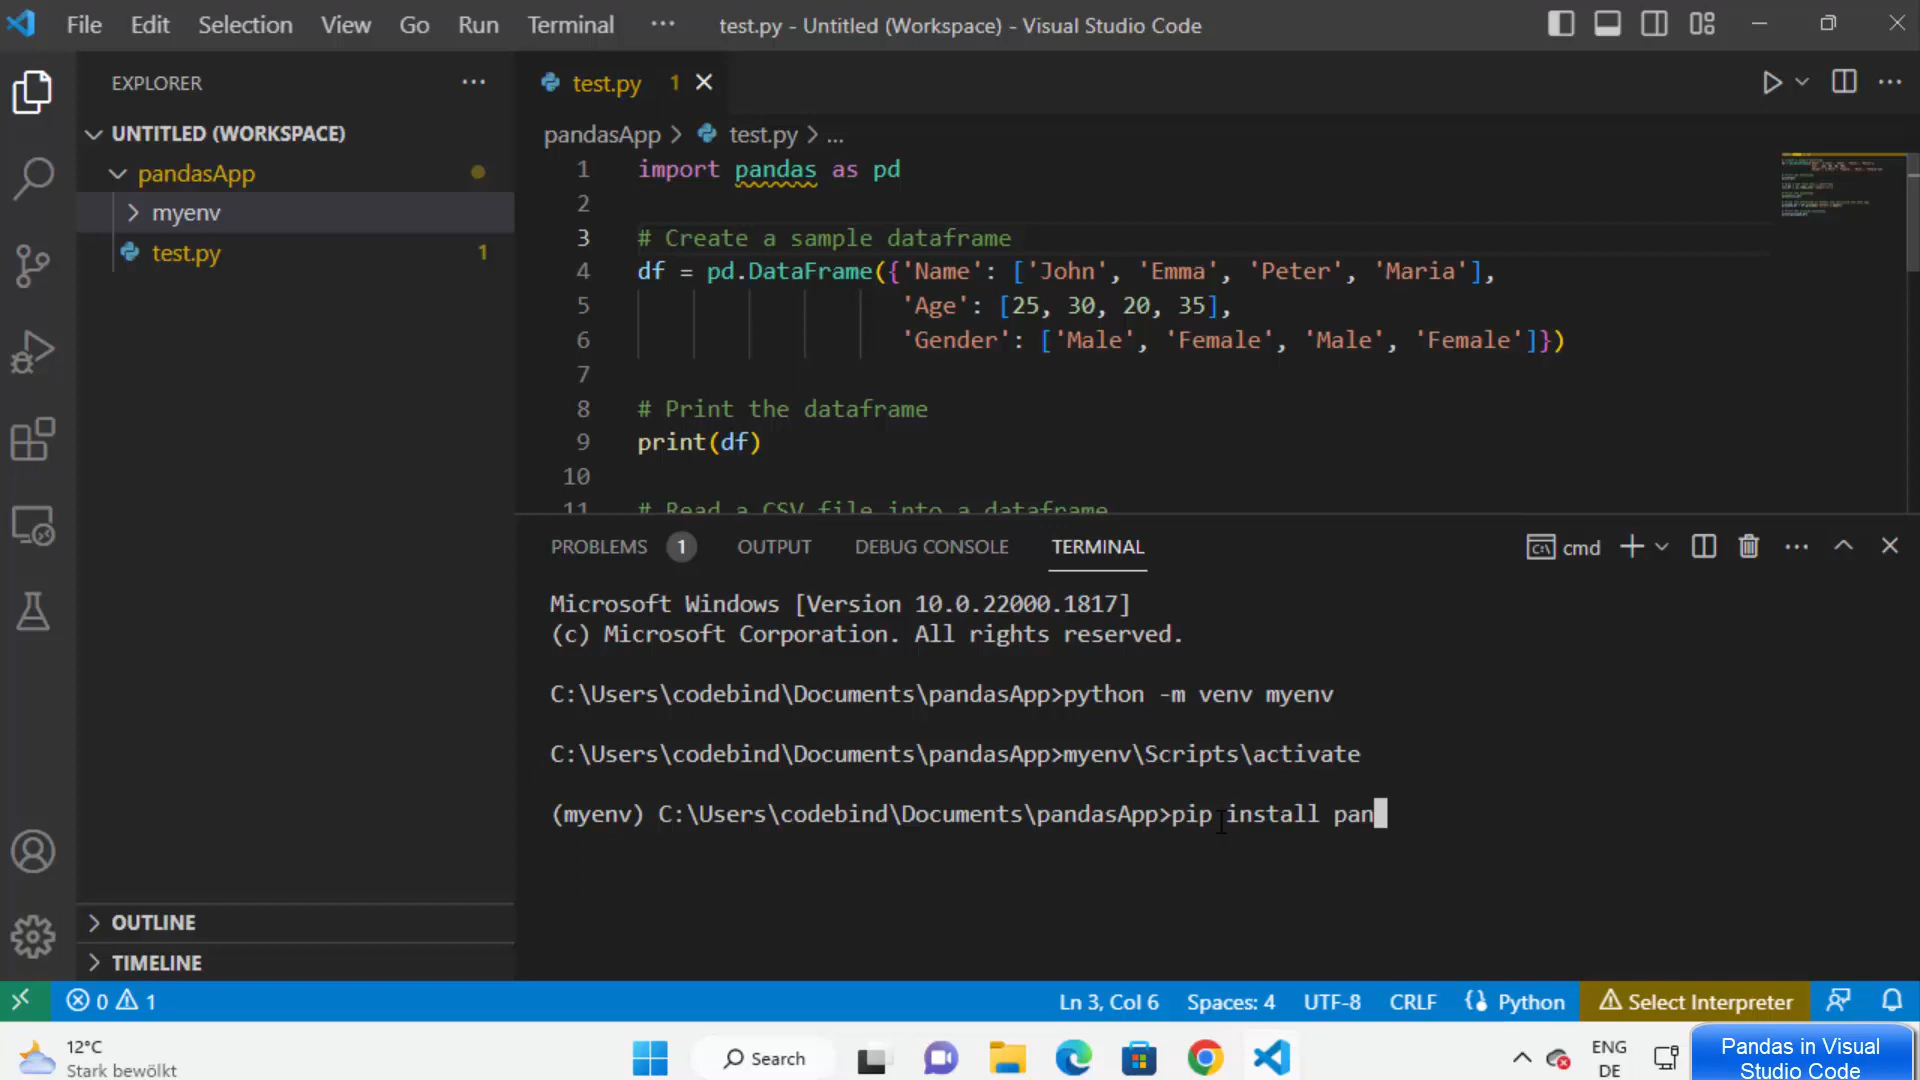 File Edit Selection View Go Run Terminal ··· test.py - Untitled (Workspace) - Visual Studio Code
EXPLORER ···
UNTITLED (WORKSPACE)
pandasApp
myenv
test.py 1
test.py 1
pandasApp > test.py > ...
1 import pandas as pd
2
3 # Create a sample dataframe
4 df = pd.DataFrame({'Name': ['John', 'Emma', 'Peter', 'Maria'],
5 'Age': [25, 30, 20, 35],
6 'Gender': ['Male', 'Female', 'Male', 'Female']})
7
8 # Print the dataframe
9 print(df)
10
11 # Read a CSV file into a dataframe
PROBLEMS 1 OUTPUT DEBUG CONSOLE TERMINAL cmd
Microsoft Windows [Version 10.0.22000.1817]
(c) Microsoft Corporation. All rights reserved.
C:\Users\codebind\Documents\pandasApp>python -m venv myenv
C:\Users\codebind\Documents\pandasApp>myenv\Scripts\activate
(myenv) C:\Users\codebind\Documents\pandasApp>pip install pan
OUTLINE
TIMELINE
0 1 Ln 3, Col 6 Spaces: 4 UTF-8 CRLF Python Select Interpreter
12°C
Stark bewölkt
Search
ENG
DE
Pandas in Visual
Studio Code